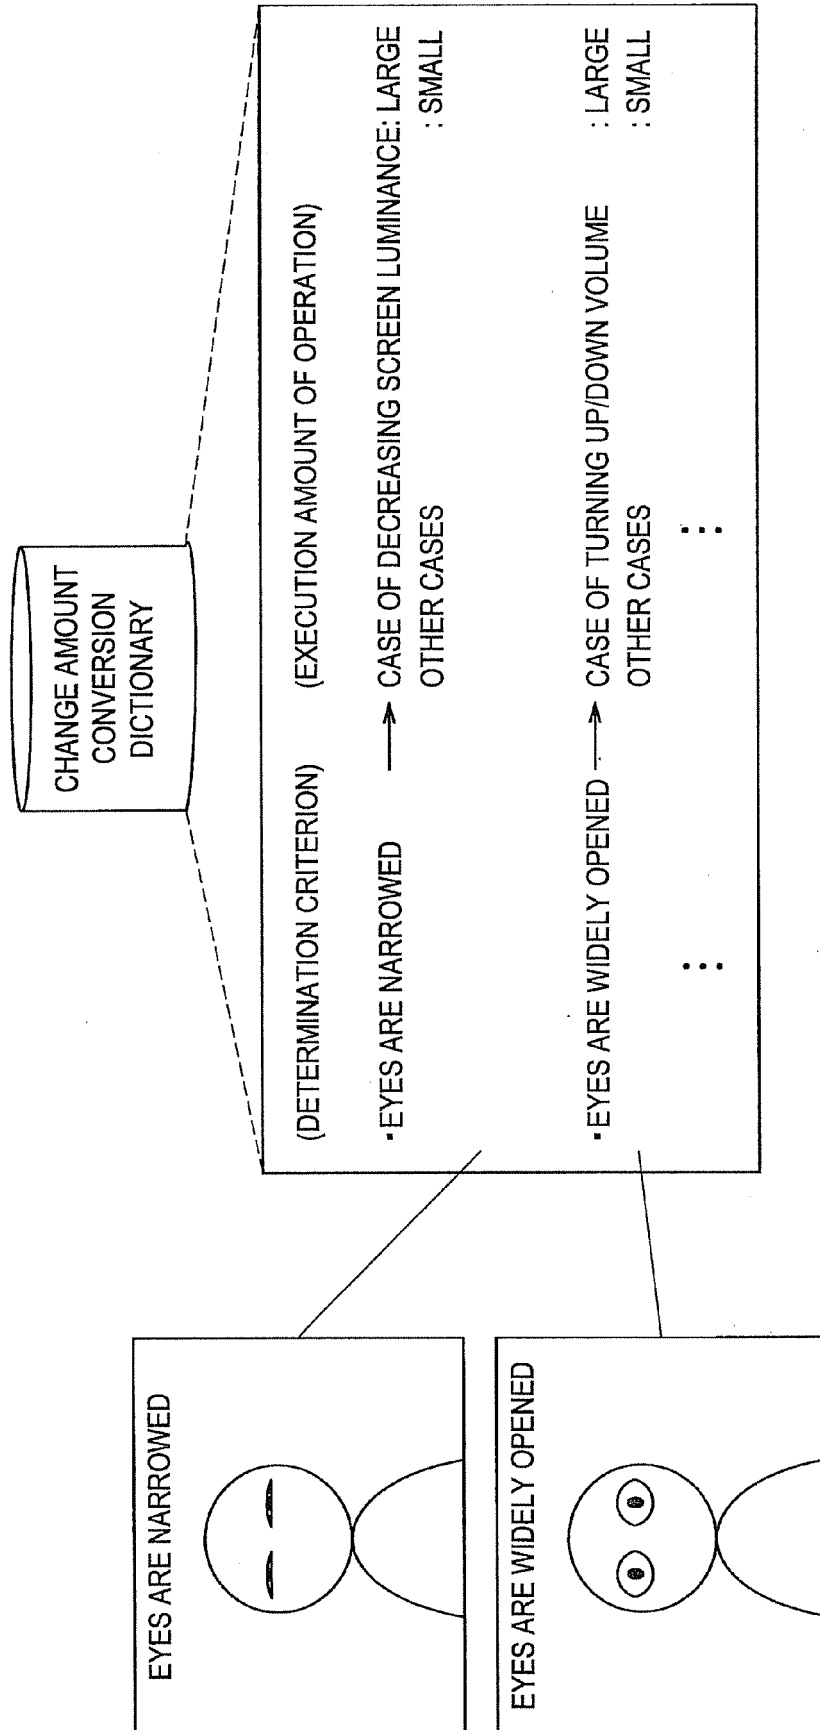 CHANGE AMOUNT
CONVERSION
DICTIONARY
(DETERMINATION CRITERION) (EXECUTION AMOUNT OF OPERATION)
▪EYES ARE NARROWED → CASE OF DECREASING SCREEN LUMINANCE: LARGE
OTHER CASES : SMALL
▪EYES ARE WIDELY OPENED → CASE OF TURNING UP/DOWN VOLUME : LARGE
OTHER CASES : SMALL
⋮ ⋮
EYES ARE NARROWED
EYES ARE WIDELY OPENED